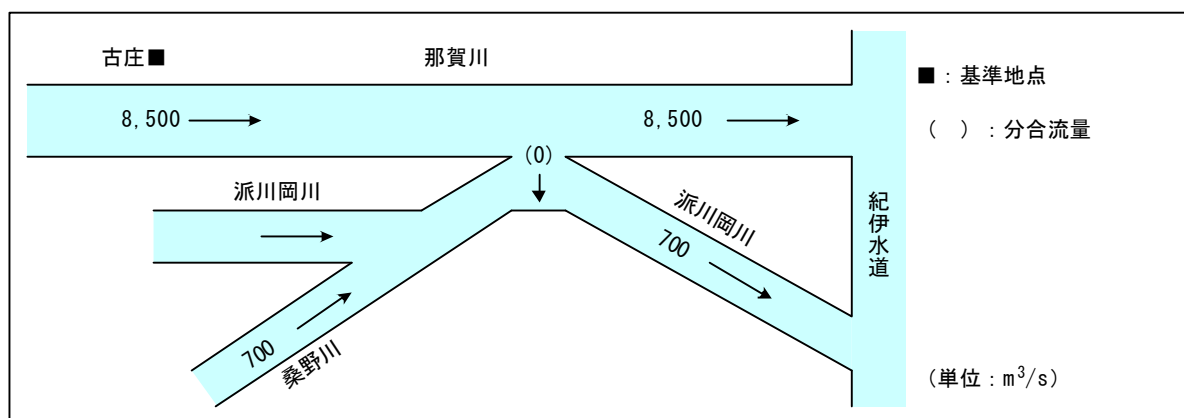 古庄■
那賀川
■:基準地点
8,500
8,500
( ):分合流量
(0)
派川岡川
派川岡川
700
紀伊水道
700
桑野川
(単位:m³/s)